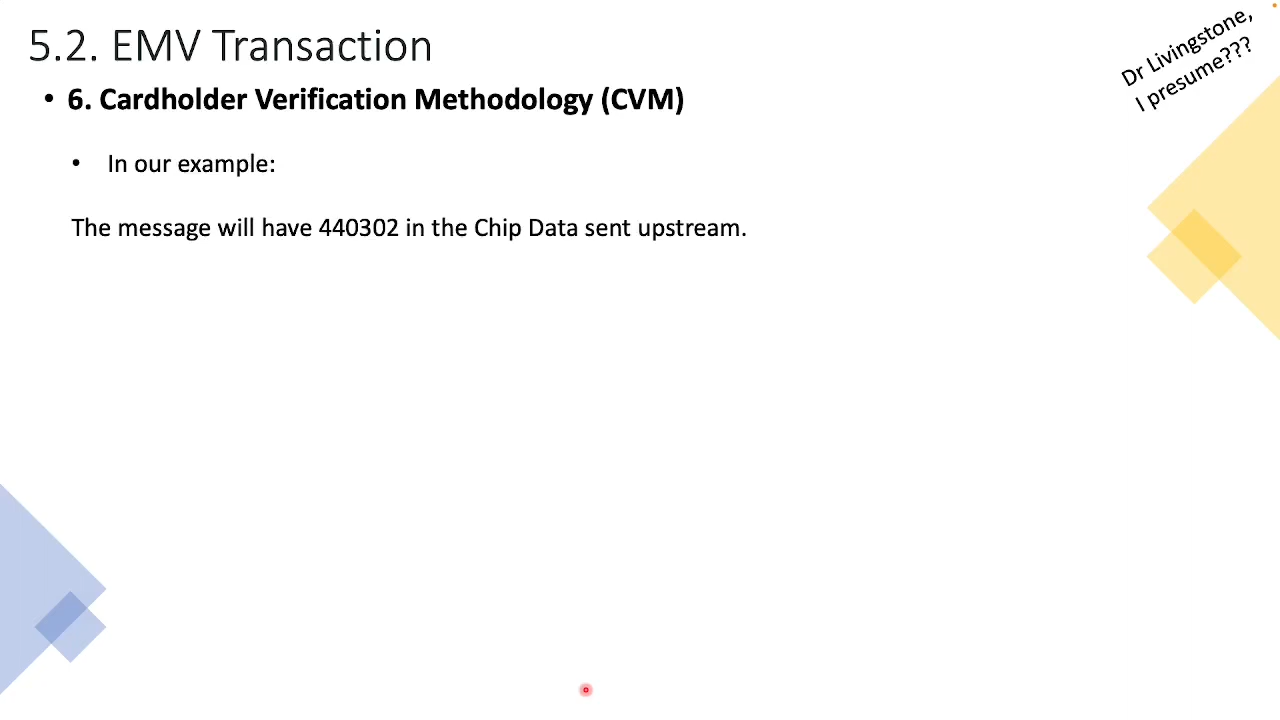 5.2. EMV Transaction
Dr Livingstone,
I presume???
• 6. Cardholder Verification Methodology (CVM)
• In our example:
The message will have 440302 in the Chip Data sent upstream.